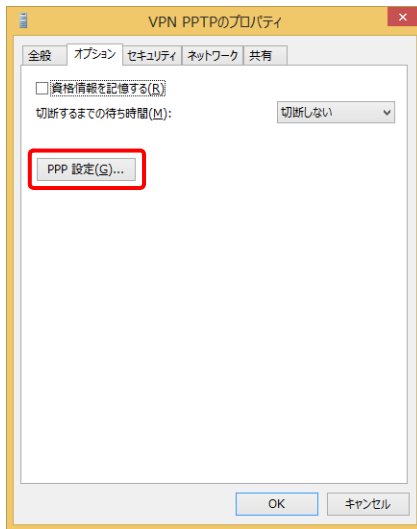 VPN PPTPのプロパティ
全般 オプション セキュリティ ネットワーク 共有
資格情報を記憶する(R)
切断するまでの待ち時間(M): 切断しない
PPP 設定(G)...
OK キャンセル